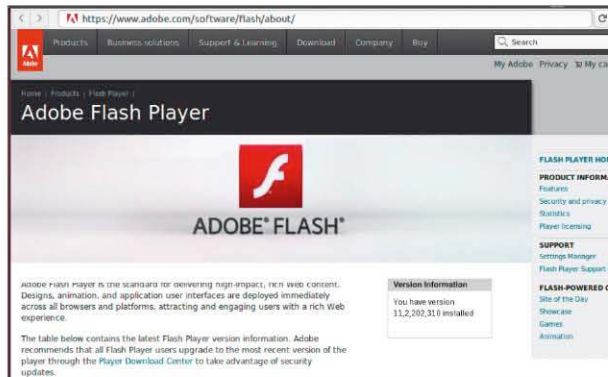 https://www.adobe.com/software/flash/about/
Products Business solutions Support & Learning Download Company Buy
Search
Adobe
My Adobe Privacy My ca
Home Products Flash Player
Adobe Flash Player
ADOBE® FLASH®
FLASH PLAYER HO
PRODUCT INFORMA
Features
Security and privacy
Statistics
Player licensing
SUPPORT
Settings Manager
Flash Player Support
FLASH-POWERED C
Site of the Day
Showcase
Games
Animation
Adobe Flash Player is the standard for delivering high-impact, rich Web content.
Designs, animation, and application user interfaces are deployed immediately
across all browsers and platforms, attracting and engaging users with a rich Web
experience.
The table below contains the latest Flash Player version information. Adobe
recommends that all Flash Player users upgrade to the most recent version of the
player through the Player Download Center to take advantage of security
updates.
Version Information
You have version
11,2,202,310 installed